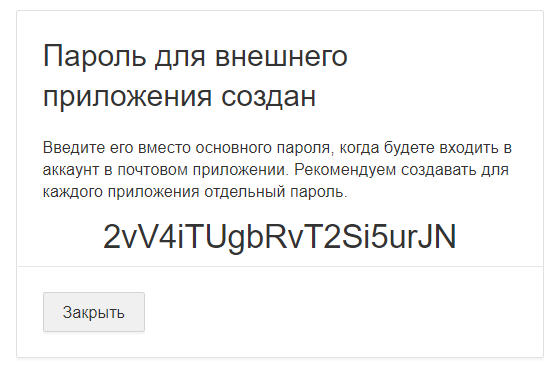 Пароль для внешнего
приложения создан
Введите его вместо основного пароля, когда будете входить в
аккаунт в почтовом приложении. Рекомендуем создавать для
каждого приложения отдельный пароль.
2vV4iTUgbRvT2Si5urJN
Закрыть